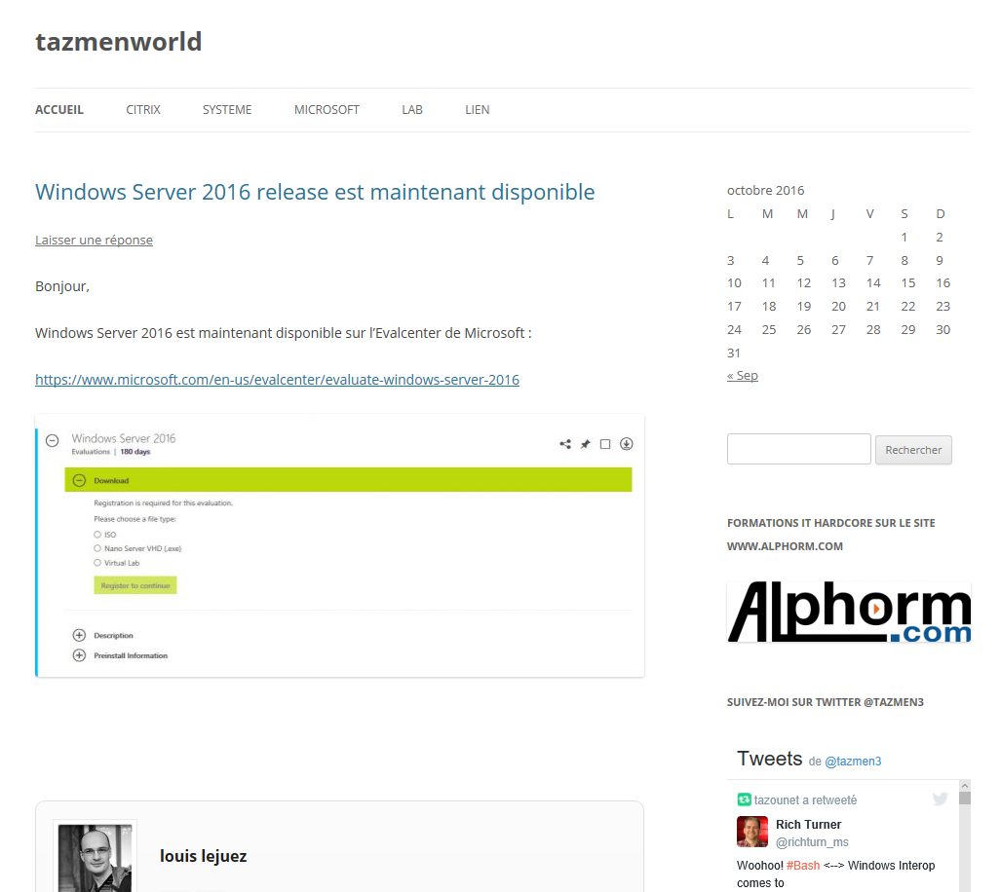 tazmenworld
ACCUEIL CITRIX SYSTEME MICROSOFT LAB LIEN
Windows Server 2016 release est maintenant disponible
Laisser une réponse
Bonjour,
Windows Server 2016 est maintenant disponible sur l’Evalcenter de Microsoft :
https://www.microsoft.com/en-us/evalcenter/evaluate-windows-server-2016
Windows Server 2016
Evaluations | 180 days
Download
Registration is required for this evaluation.
Please choose a file type:
ISO
Nano Server VHD (.exe)
Virtual Lab
Register to continue
Description
Preinstall Information
louis lejuez
octobre 2016
L M M J V S D
1 2
3 4 5 6 7 8 9
10 11 12 13 14 15 16
17 18 19 20 21 22 23
24 25 26 27 28 29 30
31
« Sep
Rechercher
FORMATIONS IT HARDCORE SUR LE SITE
WWW.ALPHORM.COM
Alphorm
.com
SUIVEZ-MOI SUR TWITTER @TAZMEN3
Tweets de @tazmen3
tazounet a retweeté
Rich Turner
@richturn_ms
Woohoo! #Bash <--> Windows Interop
comes to